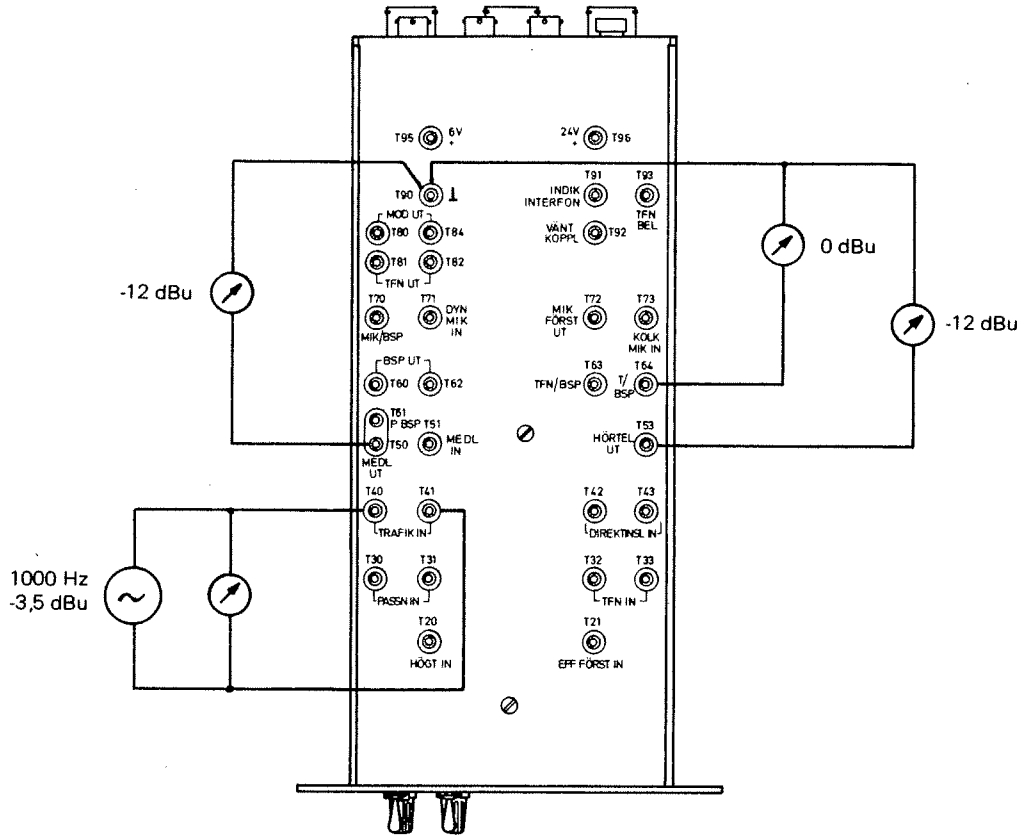 T95 6V +
24V + T96
T90 ⊥
T91
INDIK
INTERFON
T93
TFN
BEL
MOD UT
T80 T84
VÄNT
KOPPL T92
T81 T82
TFN UT
-12 dBu
0 dBu
-12 dBu
T70
MIK/BSP
T71 DYN
MIK
IN
T72
MIK
FÖRST
UT
T73
KOLK
MIK IN
BSP UT
T60 T62
T63
TFN/BSP
T64
T/
BSP
T61
P BSP
T50
MEDL
UT
T51
MEDL
IN
T53
HÖRTEL
UT
T40 T41
TRAFIK IN
T42 T43
DIREKTINSL IN
1000 Hz
-3,5 dBu
T30 T31
PASSN IN
T32 T33
TFN IN
T20
HÖGT IN
T21
EFF FÖRST IN